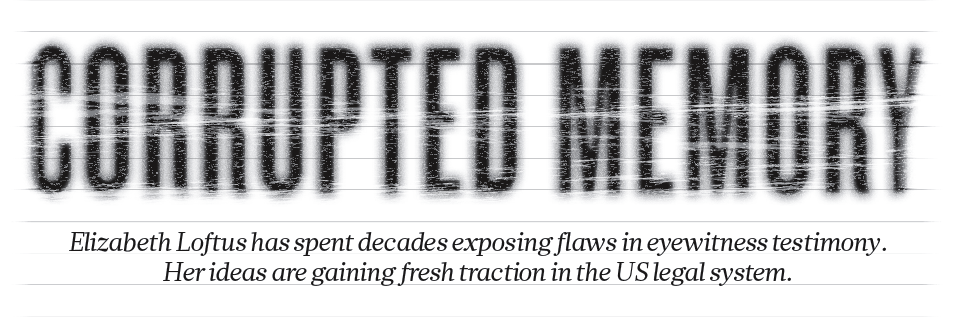 CORRUPTED MEMORY
Elizabeth Loftus has spent decades exposing flaws in eyewitness testimony.
Her ideas are gaining fresh traction in the US legal system.